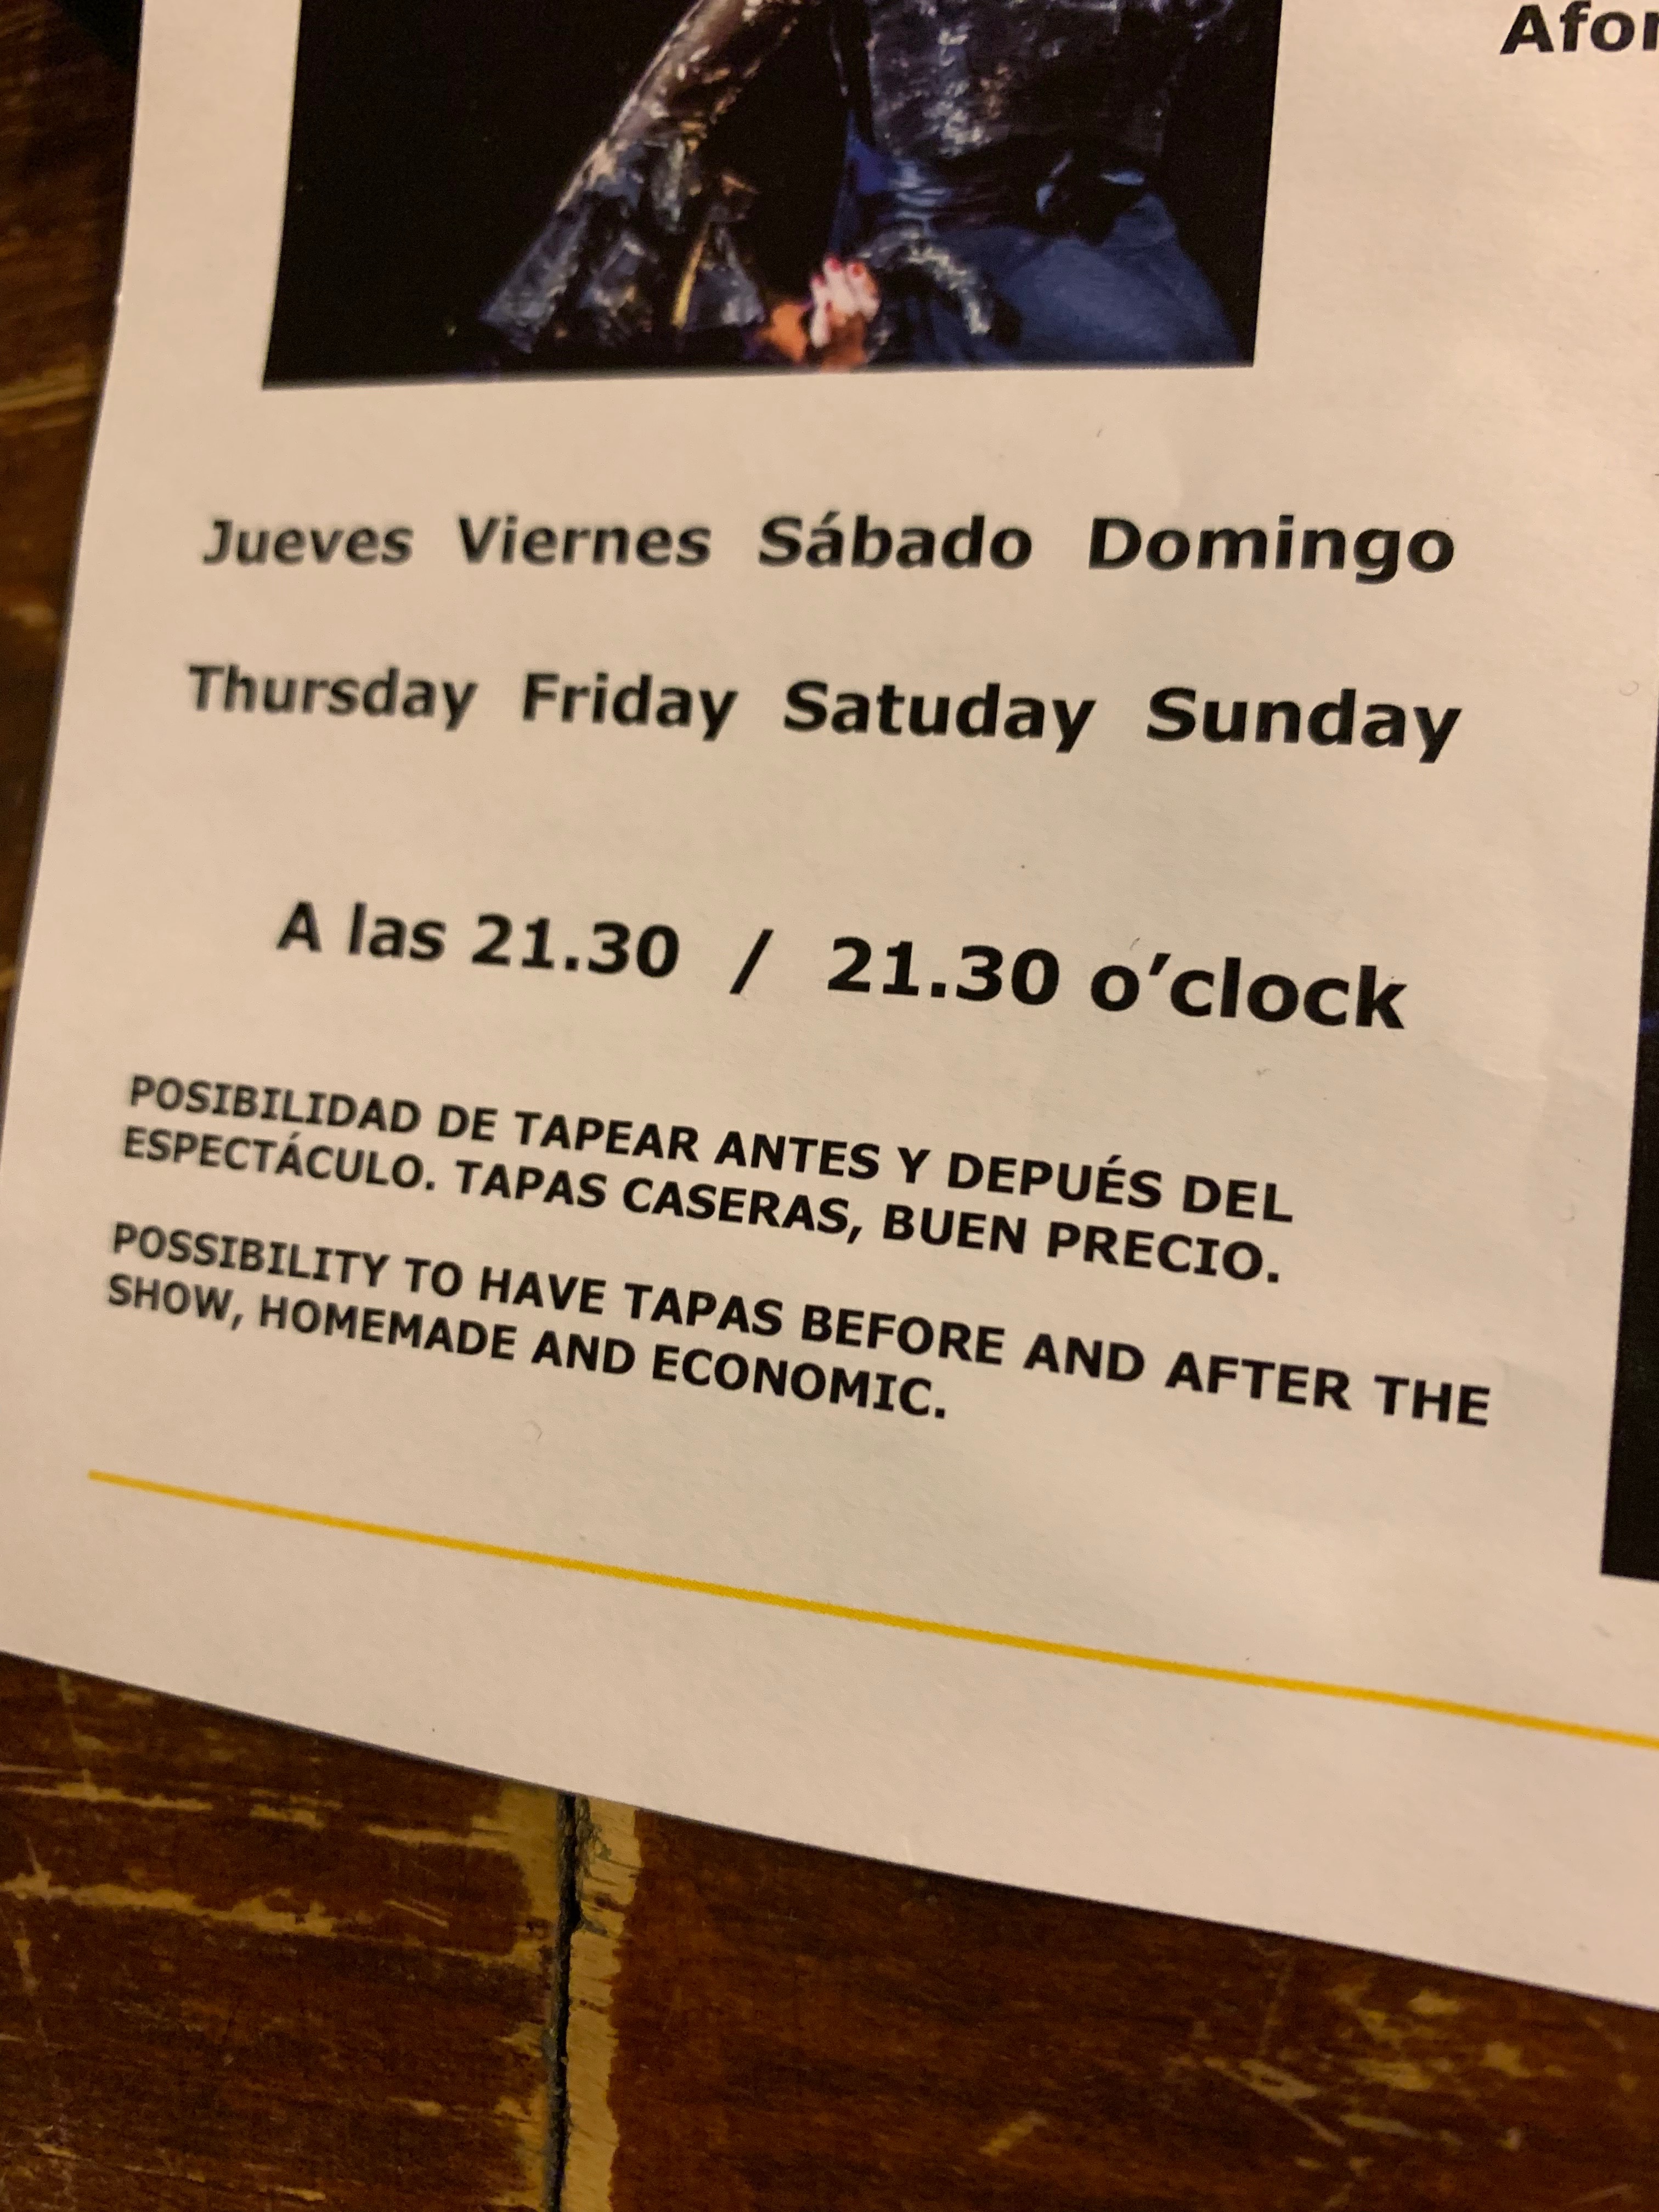 Jueves Viernes Sábado Domingo
Thursday Friday Satuday Sunday
A las 21.30 / 21.30 o’clock
POSIBILIDAD DE TAPEAR ANTES Y DEPUÉS DEL
ESPECTÁCULO. TAPAS CASERAS, BUEN PRECIO.
POSSIBILITY TO HAVE TAPAS BEFORE AND AFTER THE
SHOW, HOMEMADE AND ECONOMIC.